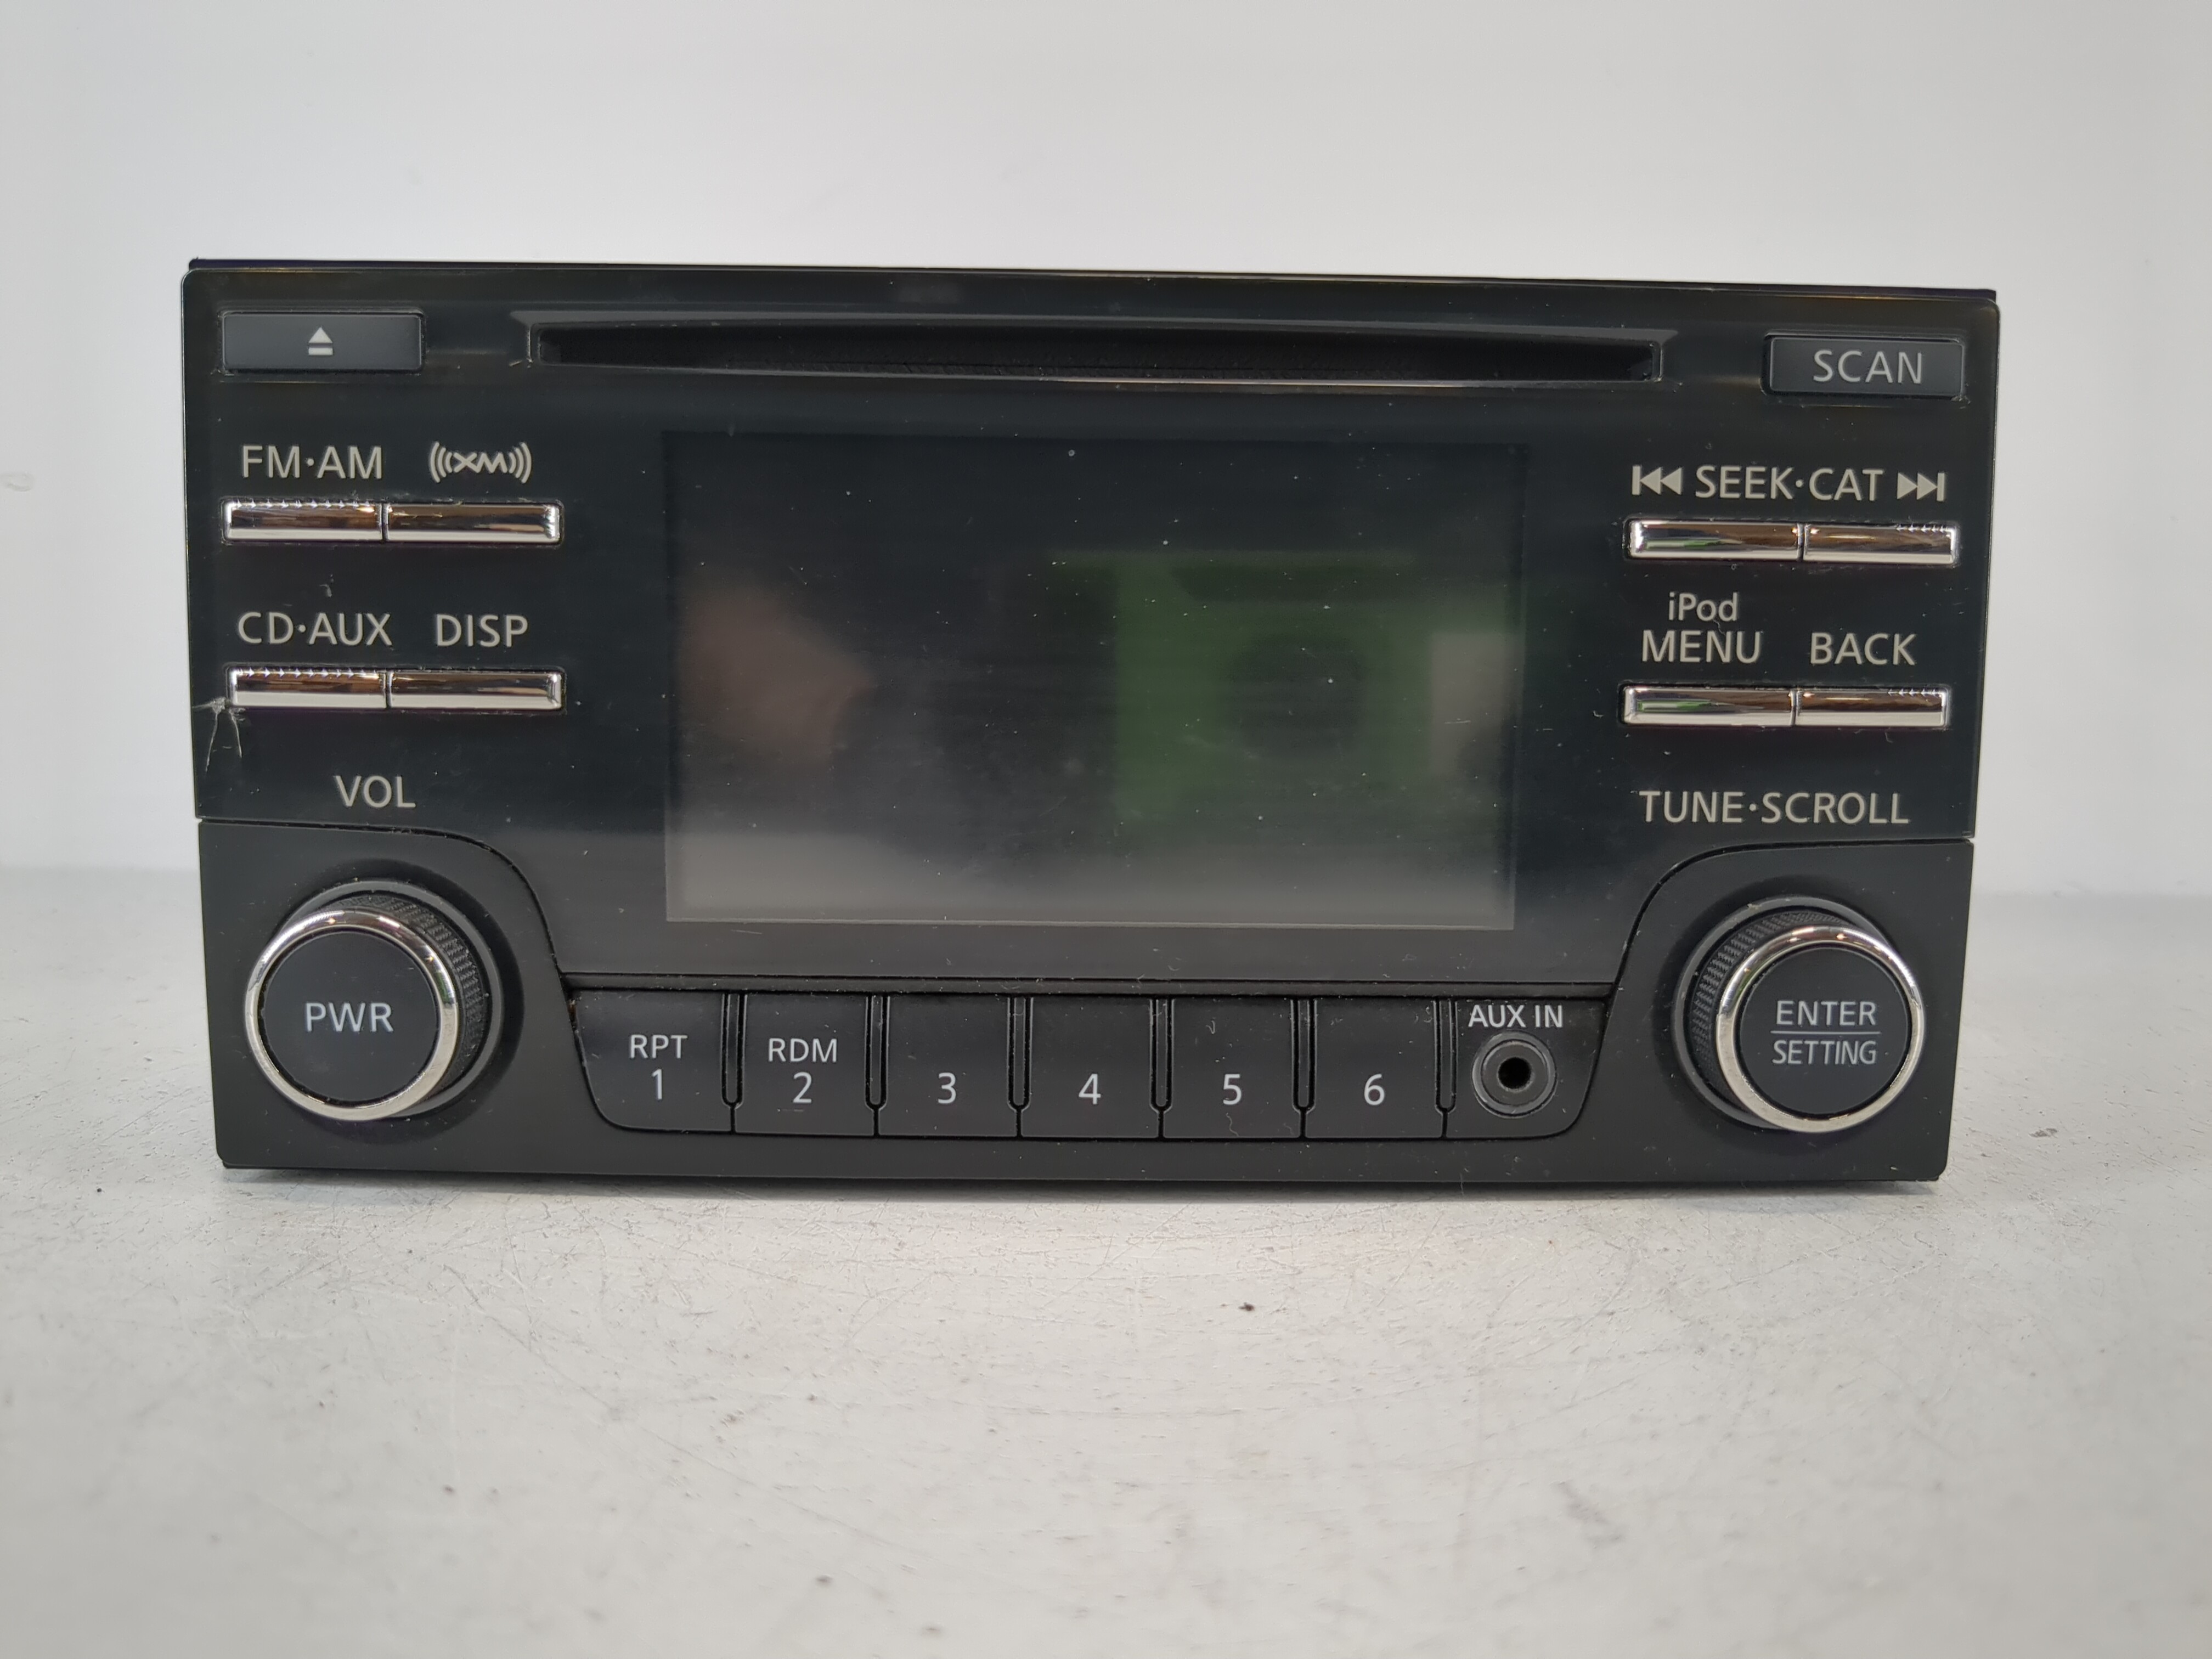 SCAN
FM·AM
XM
SEEK·CAT
CD·AUX
DISP
iPod
MENU
BACK
VOL
TUNE·SCROLL
PWR
RPT
1
RDM
2
3
4
5
6
AUX IN
ENTER
SETTING